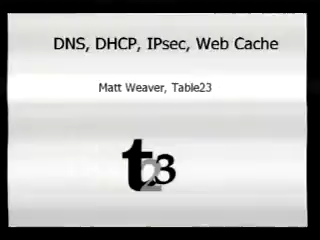 DNS, DHCP, IPsec, Web Cache
Matt Weaver, Table23
t23